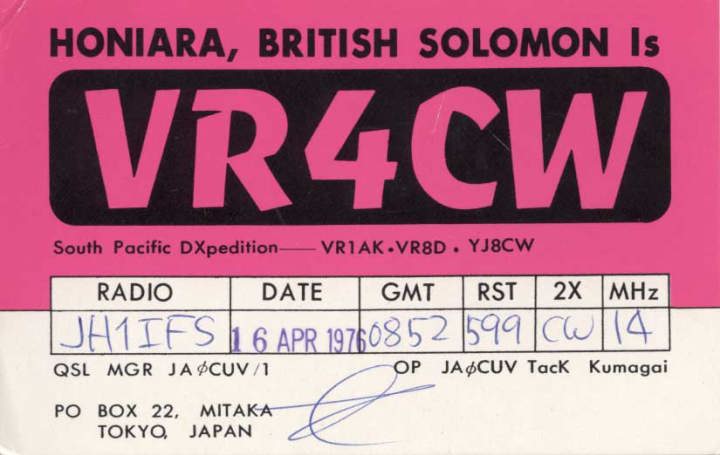 HONIARA, BRITISH SOLOMON Is
VR4CW
South Pacific DXpedition—— VR1AK•VR8D • YJ8CW
RADIO DATE GMT RST 2X MHz
JH1IFS 16 APR 1976 0852 599 CW 14
QSL MGR JAØCUV/1 OP JAØCUV TacK Kumagai
PO BOX 22, MITAKA
TOKYO, JAPAN